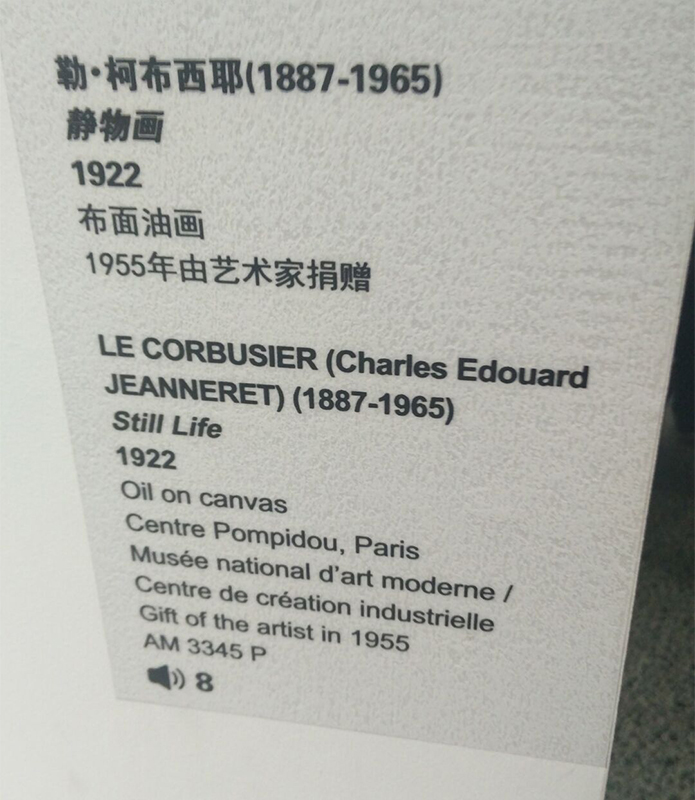 勒·柯布西耶(1887-1965)
静物画
1922
布面油画
1955年由艺术家捐赠
LE CORBUSIER (Charles Edouard
JEANNERET) (1887-1965)
Still Life
1922
Oil on canvas
Centre Pompidou, Paris
Musée national d'art moderne /
Centre de création industrielle
Gift of the artist in 1955
AM 3345 P
8